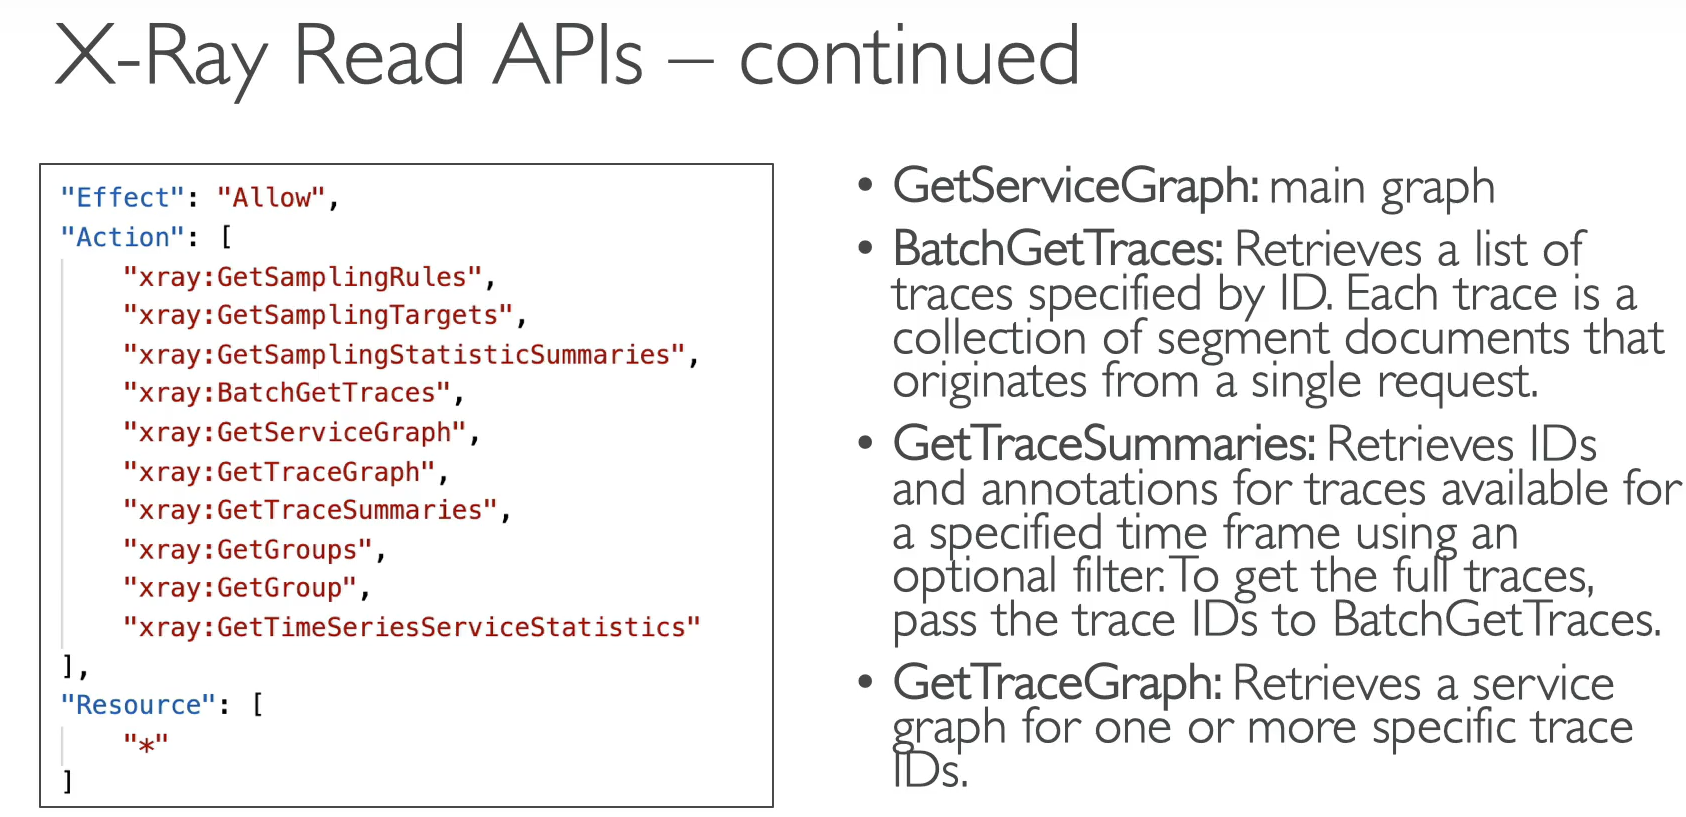 X-Ray Read APIs – continued
"Effect": "Allow",
"Action": [
"xray:GetSamplingRules",
"xray:GetSamplingTargets",
"xray:GetSamplingStatisticSummaries",
"xray:BatchGetTraces",
"xray:GetServiceGraph",
"xray:GetTraceGraph",
"xray:GetTraceSummaries",
"xray:GetGroups",
"xray:GetGroup",
"xray:GetTimeSeriesServiceStatistics"
],
"Resource": [
"*"
]
• GetServiceGraph: main graph
• BatchGetTraces: Retrieves a list of
traces specified by ID. Each trace is a
collection of segment documents that
originates from a single request.
• GetTraceSummaries: Retrieves IDs
and annotations for traces available for
a specified time frame using an
optional filter. To get the full traces,
pass the trace IDs to BatchGetTraces.
• GetTraceGraph: Retrieves a service
graph for one or more specific trace
IDs.